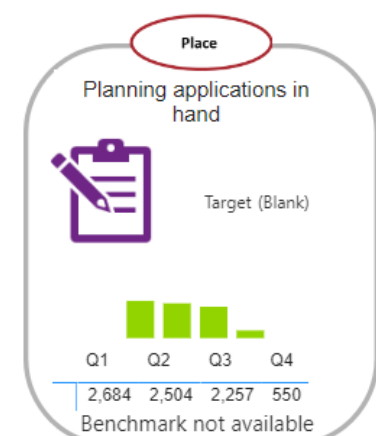 Place
Planning applications in
hand
Target (Blank)
Q1 Q2 Q3 Q4
2,684 2,504 2,257 550
Benchmark not available